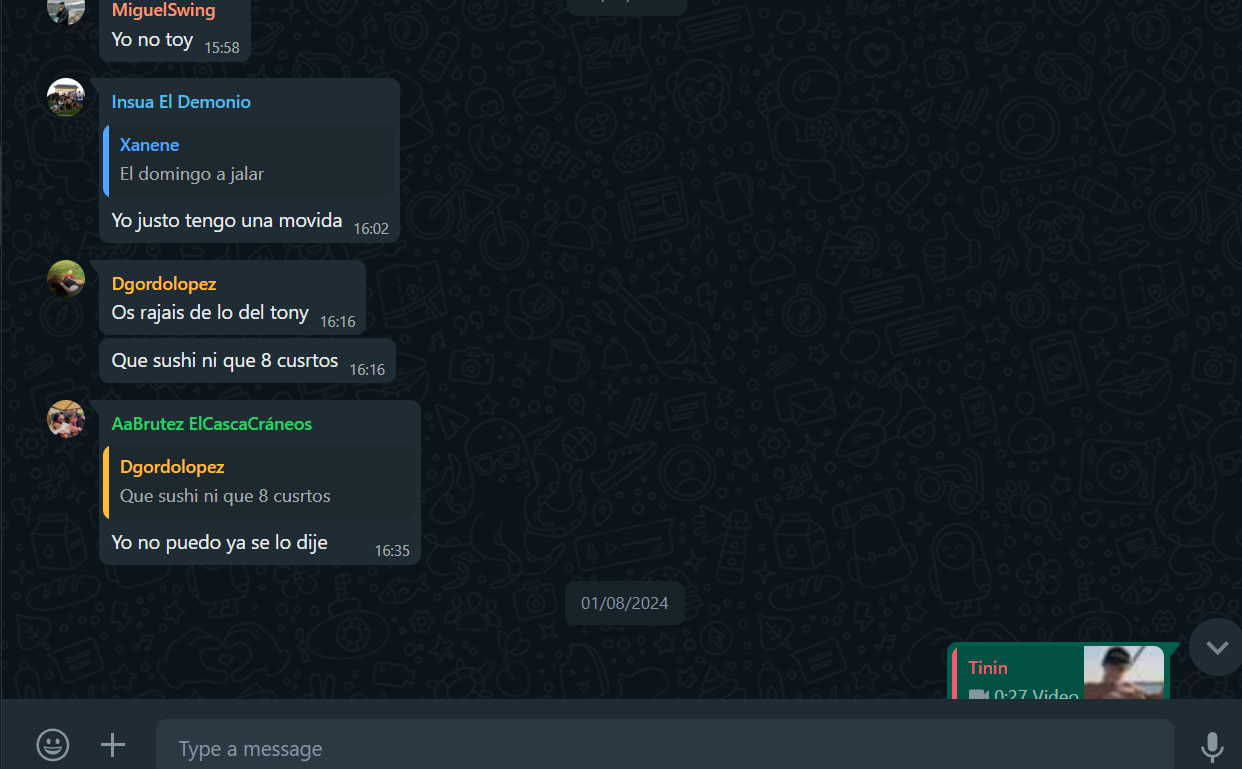 MiguelSwing
Yo no toy 15:58
Insua El Demonio
Xanene
El domingo a jalar
Yo justo tengo una movida 16:02
Dgordolopez
Os rajais de lo del tony 16:16
Que sushi ni que 8 cusrtos 16:16
AaBrutez ElCascaCráneos
Dgordolopez
Que sushi ni que 8 cusrtos
Yo no puedo ya se lo dije 16:35
01/08/2024
Tinin
0:27 Video
Type a message